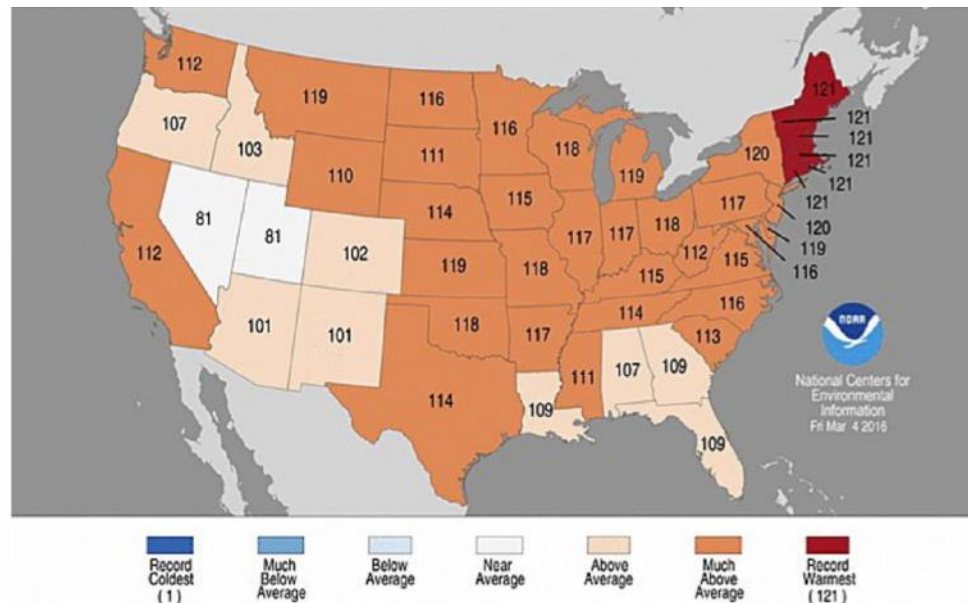 112
119
116
116
121
107
103
111
118
121
121
120
121
110
119
121
114
115
117
121
81
81
118
120
102
117
117
112
119
112
119
118
115
115
116
101
101
118
117
114
116
113
114
111
107
109
109
109
NOAA
National Centers for
Environmental
Information
Fri Mar 4 2016
Record
Coldest
( 1 )
Much
Below
Average
Below
Average
Near
Average
Above
Average
Much
Above
Average
Record
Warmest
( 121 )